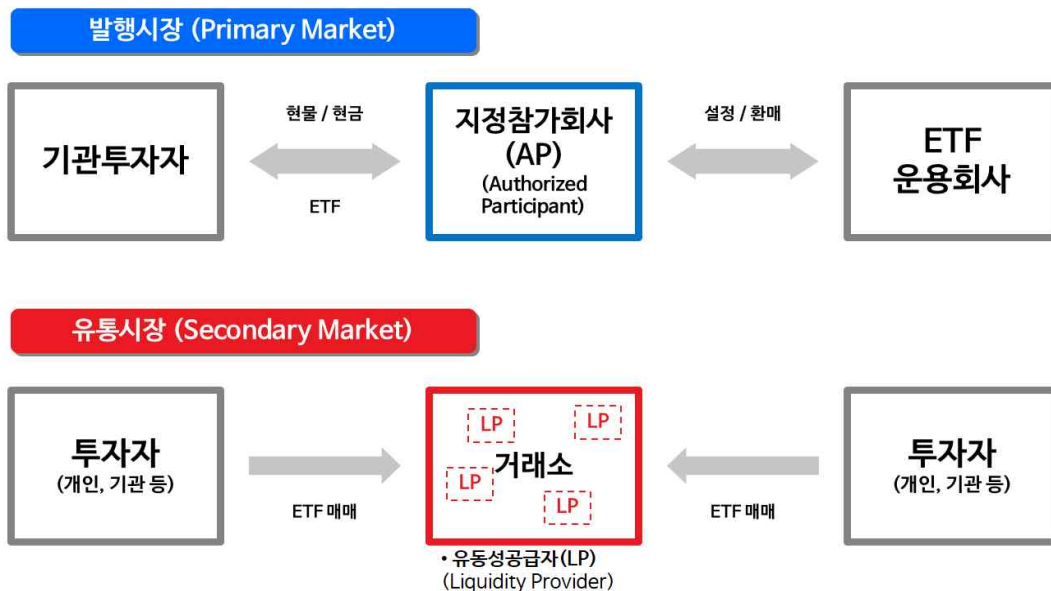 발행시장 (Primary Market)
기관투자자
현물 / 현금
ETF
지정참가회사
(AP)
(Authorized
Participant)
설정 / 환매
ETF
운용회사
유통시장 (Secondary Market)
투자자
(개인, 기관 등)
ETF 매매
LP
LP
거래소
LP
LP
• 유동성공급자(LP)
(Liquidity Provider)
ETF 매매
투자자
(개인, 기관 등)